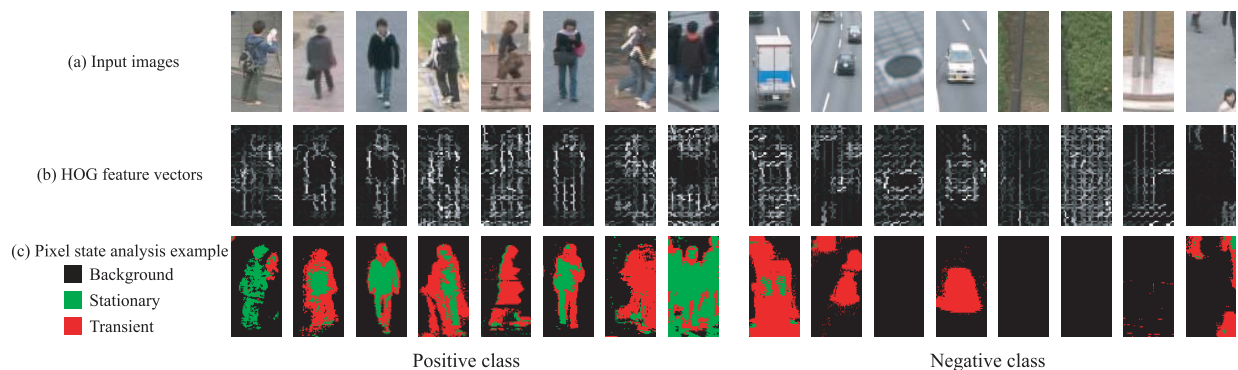 (a) Input images
(b) HOG feature vectors
(c) Pixel state analysis example
Background
Stationary
Transient
Positive class
Negative class